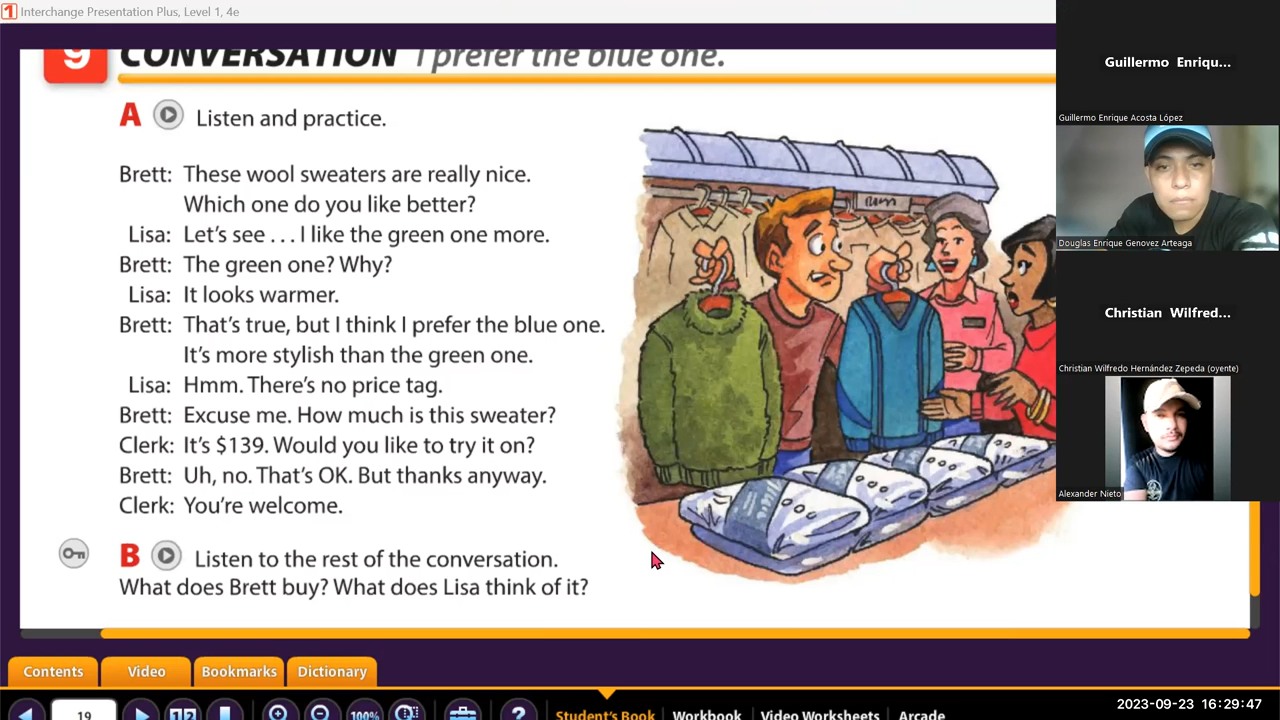 Interchange Presentation Plus, Level 1, 4e
9 CONVERSATION I prefer the blue one.
A Listen and practice.
Brett: These wool sweaters are really nice.
Which one do you like better?
Lisa: Let's see . . . I like the green one more.
Brett: The green one? Why?
Lisa: It looks warmer.
Brett: That's true, but I think I prefer the blue one.
It's more stylish than the green one.
Lisa: Hmm. There's no price tag.
Brett: Excuse me. How much is this sweater?
Clerk: It's $139. Would you like to try it on?
Brett: Uh, no. That's OK. But thanks anyway.
Clerk: You're welcome.
B Listen to the rest of the conversation.
What does Brett buy? What does Lisa think of it?
Guillermo Enriqu...
Guillermo Enrique Acosta López
Douglas Enrique Genovez Arteaga
Christian Wilfred...
Christian Wilfredo Hernández Zepeda (oyente)
Alexander Nieto
Contents Video Bookmarks Dictionary
19 1 2 100% ? Student's Book Workbook Video Worksheets Arcade
2023-09-23 16:29:47